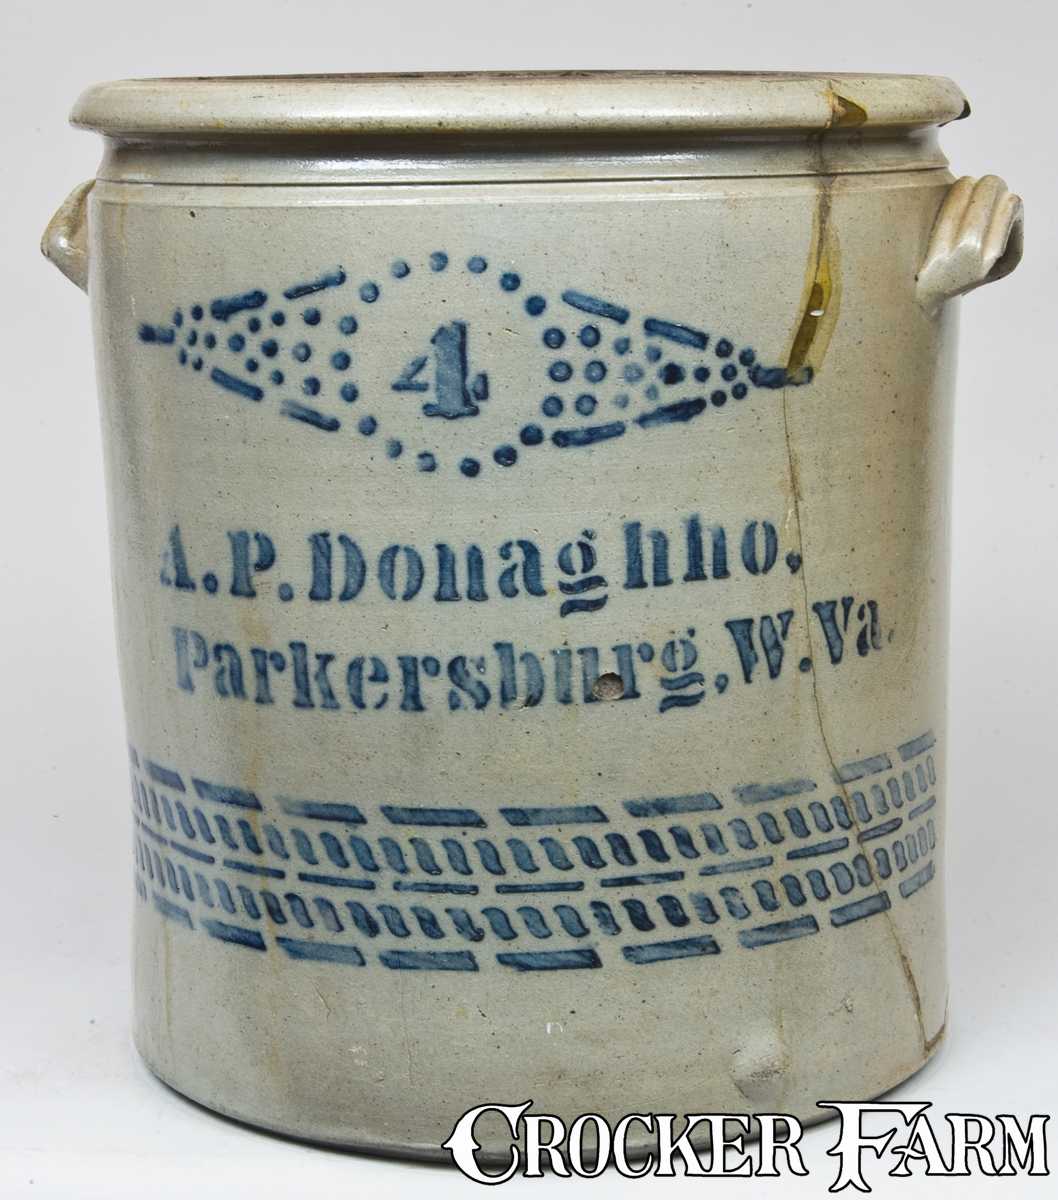 4
A.P. Donaghho,
Parkersburg, W. Va.
CROCKER FARM